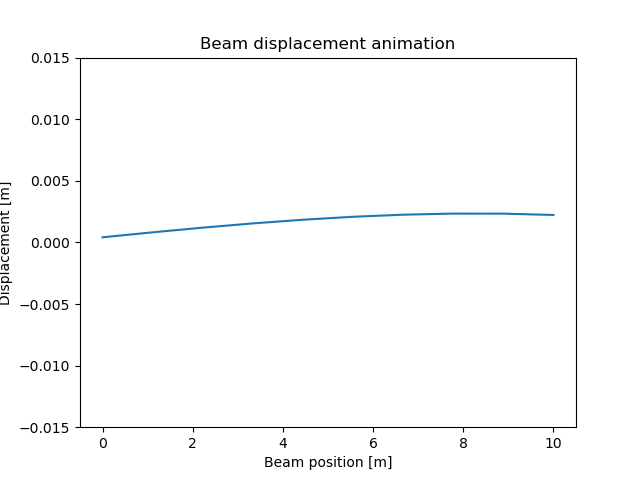 Beam displacement animation
0.015
0.010
0.005
0.000
−0.005
−0.010
−0.015
Displacement [m]
0 2 4 6 8 10
Beam position [m]